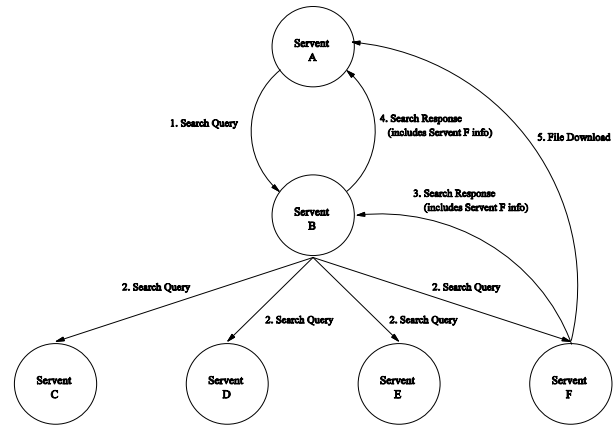 Servent
A
1. Search Query
4. Search Response
(includes Servent F info)
5. File Download
3. Search Response
(includes Servent F info)
Servent
B
2. Search Query
2. Search Query
2. Search Query
2. Search Query
Servent
C
Servent
D
Servent
E
Servent
F